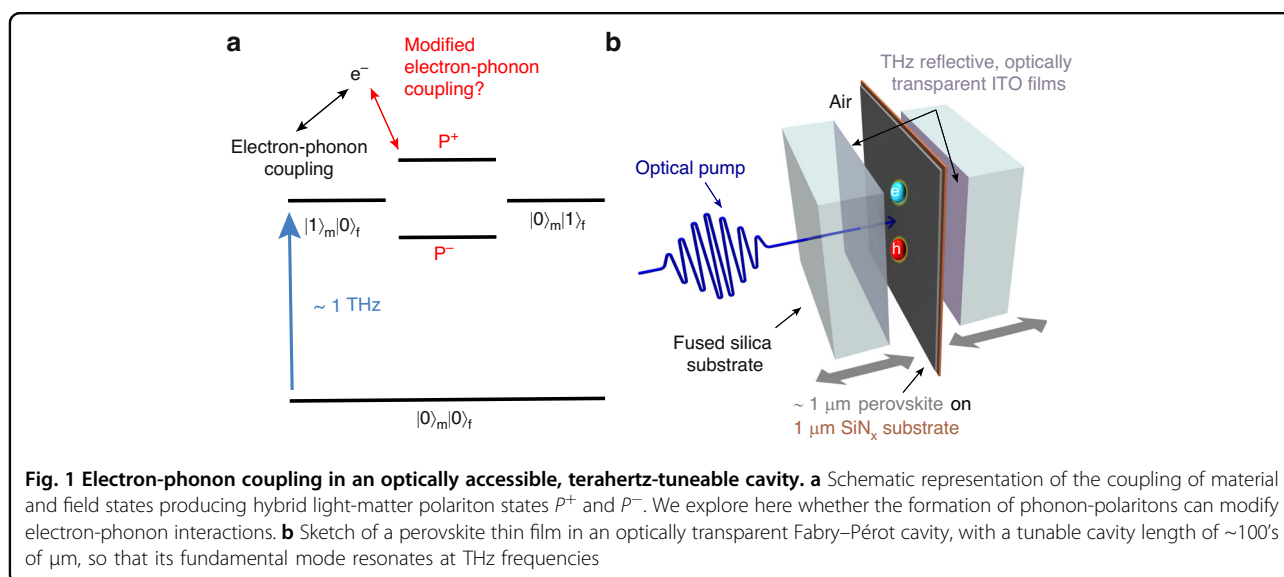 a
Modified
electron-phonon
coupling?
e⁻
Electron-phonon
coupling
P⁺
|1⟩ₘ|0⟩f
|0⟩ₘ|1⟩f
P⁻
~ 1 THz
|0⟩ₘ|0⟩f
b
THz reflective, optically
transparent ITO films
Air
Optical pump
e
h
Fused silica
substrate
~ 1 μm perovskite on
1 μm SiNₓ substrate
Fig. 1 Electron-phonon coupling in an optically accessible, terahertz-tuneable cavity. a Schematic representation of the coupling of material
and field states producing hybrid light-matter polariton states P⁺ and P⁻. We explore here whether the formation of phonon-polaritons can modify
electron-phonon interactions. b Sketch of a perovskite thin film in an optically transparent Fabry–Pérot cavity, with a tunable cavity length of ~100's
of μm, so that its fundamental mode resonates at THz frequencies